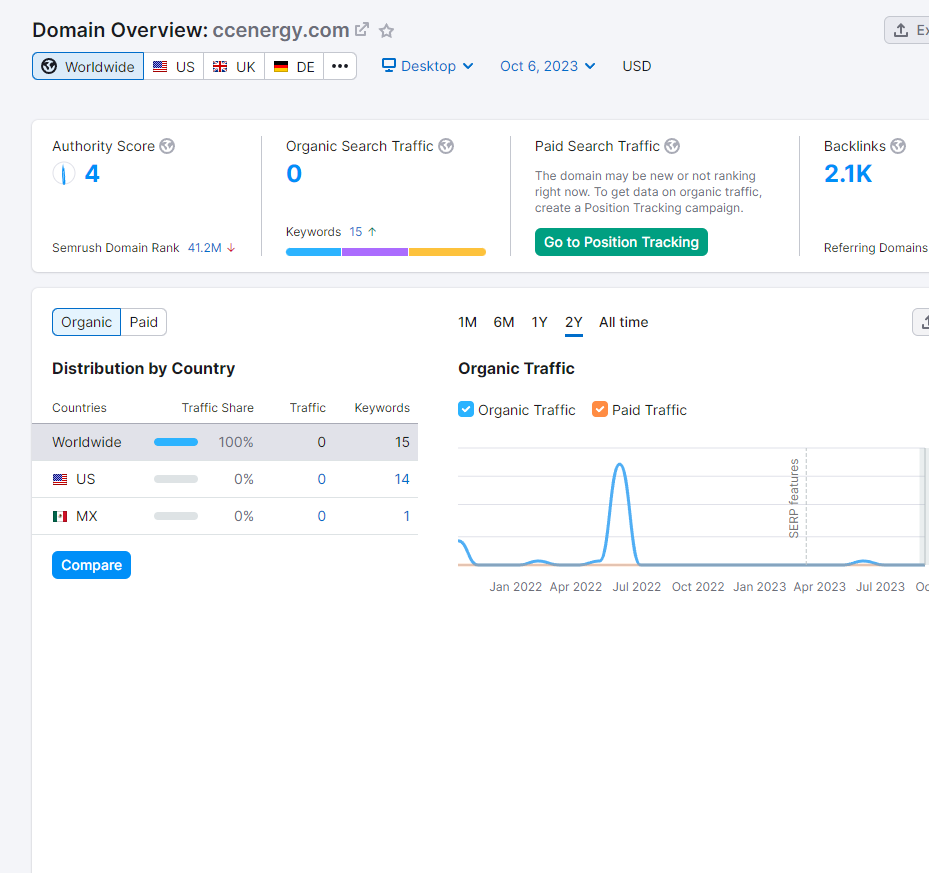 Domain Overview: ccenergy.com
Worldwide US UK DE ••• Desktop Oct 6, 2023 USD
Authority Score
4
Semrush Domain Rank 41.2M ↓
Organic Search Traffic
0
Keywords 15 ↑
Paid Search Traffic
The domain may be new or not ranking
right now. To get data on organic traffic,
create a Position Tracking campaign.
Go to Position Tracking
Backlinks
2.1K
Referring Domains
Organic Paid
Distribution by Country
Countries Traffic Share Traffic Keywords
Worldwide 100% 0 15
US 0% 0 14
MX 0% 0 1
Compare
1M 6M 1Y 2Y All time
Organic Traffic
Organic Traffic Paid Traffic
SERP features
Jan 2022 Apr 2022 Jul 2022 Oct 2022 Jan 2023 Apr 2023 Jul 2023